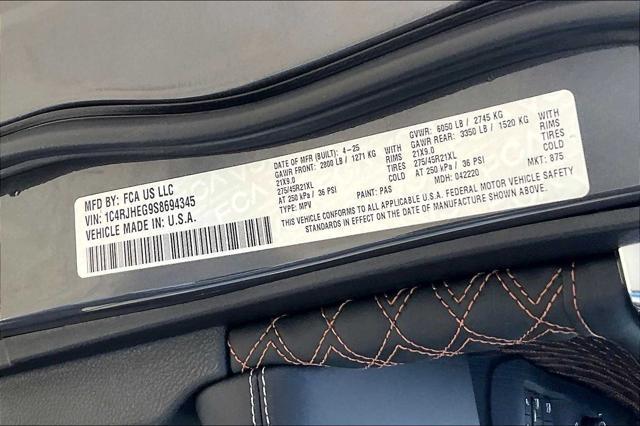 MFD BY: FCA US LLC
VIN: 1C4RJHEG9S8694345
VEHICLE MADE IN: U.S.A.
DATE OF MFR (BUILT): 4-25
GAWR FRONT: 2800 LB / 1271 KG
21X9.0
275/45R21XL
AT 250 kPa / 36 PSI
TYPE: MPV
PAINT: PAS
GVWR: 6050 LB / 2745 KG
GAWR REAR: 3350 LB / 1520 KG WITH
21X9.0 RIMS
275/45R21XL TIRES
AT 250 kPa / 36 PSI COLD
MDH: 042220
MKT: 875
WITH
RIMS
TIRES
COLD
THIS VEHICLE CONFORMS TO ALL APPLICABLE U.S.A. FEDERAL MOTOR VEHICLE SAFETY
STANDARDS IN EFFECT ON THE DATE OF MANUFACTURE SHOWN ABOVE.